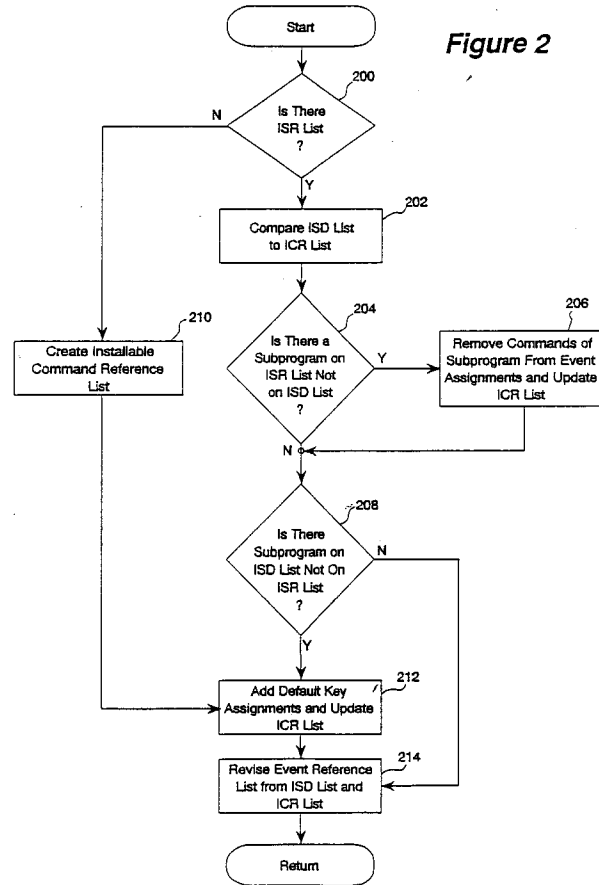 Start
Figure 2
200
Is There
ISR List
?
N
Y
202
Compare ISD List
to ICR List
204
Is There a
Subprogram on
ISR List Not
on ISD List
?
Y
N
206
Remove Commands of
Subprogram From Event
Assignments and Update
ICR List
210
Create Installable
Command Reference
List
208
Is There
Subprogram on
ISD List Not On
ISR List
?
N
Y
212
Add Default Key
Assignments and Update
ICR List
214
Revise Event Reference
List from ISD List and
ICR List
Return